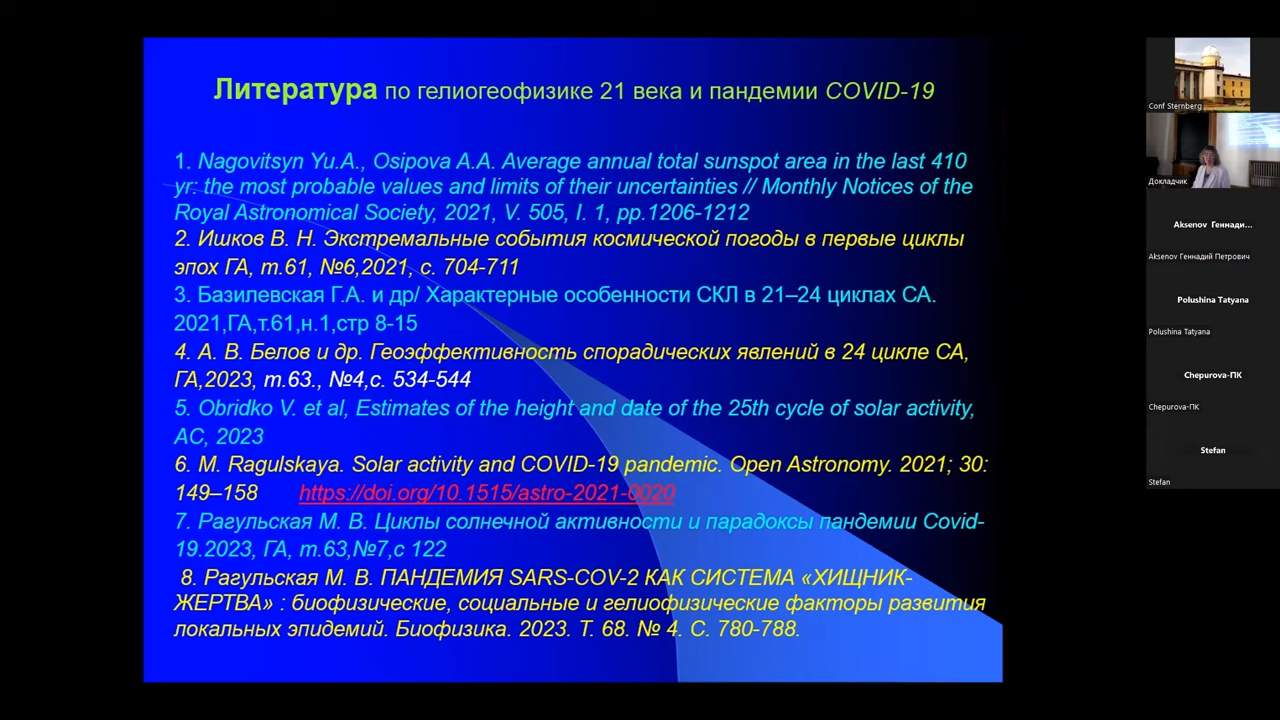 Литература по гелиогеофизике 21 века и пандемии COVID-19
1. Nagovitsyn Yu.A., Osipova A.A. Average annual total sunspot area in the last 410
yr: the most probable values and limits of their uncertainties // Monthly Notices of the
Royal Astronomical Society, 2021, V. 505, I. 1, pp.1206-1212
2. Ишков В. Н. Экстремальные события космической погоды в первые циклы
эпох ГА, т.61, №6,2021, с. 704-711
3. Базилевская Г.А. и др/ Характерные особенности СКЛ в 21–24 циклах СА.
2021,ГА,т.61,н.1,стр 8-15
4. А. В. Белов и др. Геоэффективность спорадических явлений в 24 цикле СА,
ГА,2023, т.63., №4,с. 534-544
5. Obridko V. et al, Estimates of the height and date of the 25th cycle of solar activity,
АС, 2023
6. M. Ragulskaya. Solar activity and COVID-19 pandemic. Open Astronomy. 2021; 30:
149–158 https://doi.org/10.1515/astro-2021-0020
7. Рагульская М. В. Циклы солнечной активности и парадоксы пандемии Covid-
19.2023, ГА, т.63,№7,с 122
8. Рагульская М. В. ПАНДЕМИЯ SARS-COV-2 КАК СИСТЕМА «ХИЩНИК-
ЖЕРТВА» : биофизические, социальные и гелиофизические факторы развития
локальных эпидемий. Биофизика. 2023. Т. 68. № 4. С. 780-788.
Conf Sternberg
Докладчик
Aksenov Геннади...
Aksenov Геннадий Петрович
Polushina Tatyana
Polushina Tatyana
Chepurova-ПК
Chepurova-ПК
Stefan
Stefan